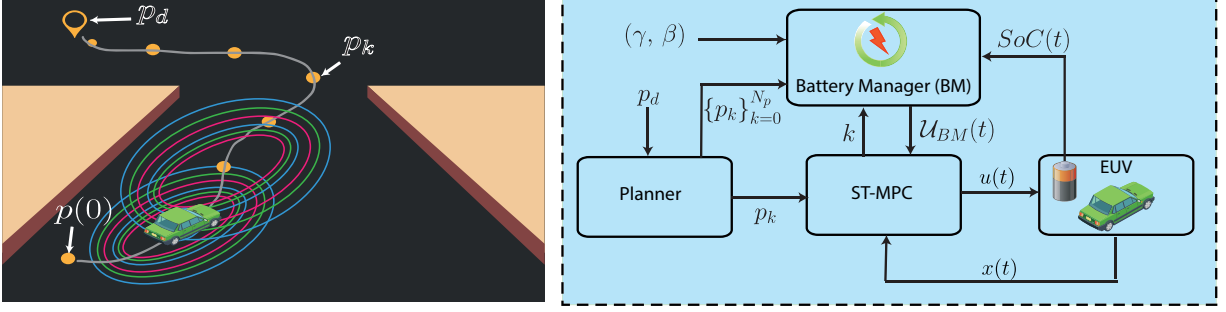 𝕡_d
𝕡_k
p(0)
(γ, β)
SoC(t)
Battery Manager (BM)
p_d
{p_k}_{k=0}^{N_p}
k
𝒰_{BM}(t)
Planner
p_k
ST-MPC
u(t)
EUV
x(t)